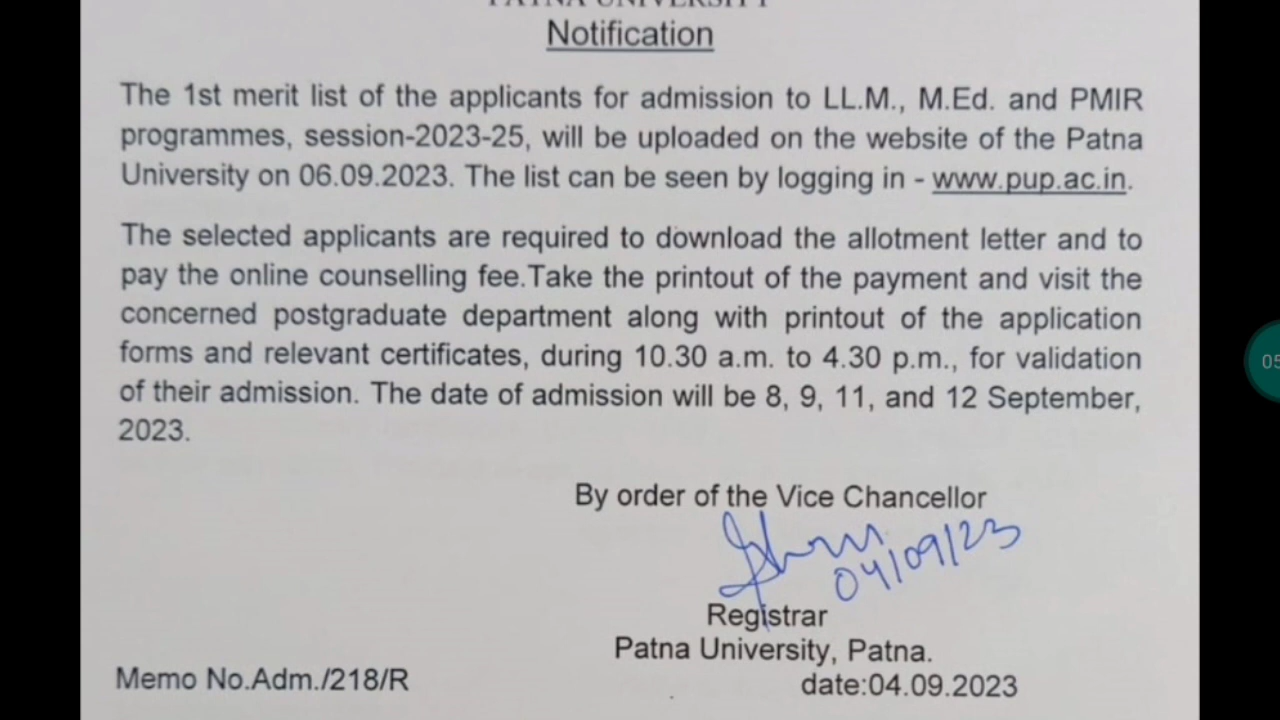 PATNA UNIVERSITY
Notification
The 1st merit list of the applicants for admission to LL.M., M.Ed. and PMIR
programmes, session-2023-25, will be uploaded on the website of the Patna
University on 06.09.2023. The list can be seen by logging in - www.pup.ac.in.
The selected applicants are required to download the allotment letter and to
pay the online counselling fee.Take the printout of the payment and visit the
concerned postgraduate department along with printout of the application
forms and relevant certificates, during 10.30 a.m. to 4.30 p.m., for validation
of their admission. The date of admission will be 8, 9, 11, and 12 September,
2023.
By order of the Vice Chancellor
04/09/23
Registrar
Patna University, Patna.
Memo No.Adm./218/R
date:04.09.2023
05